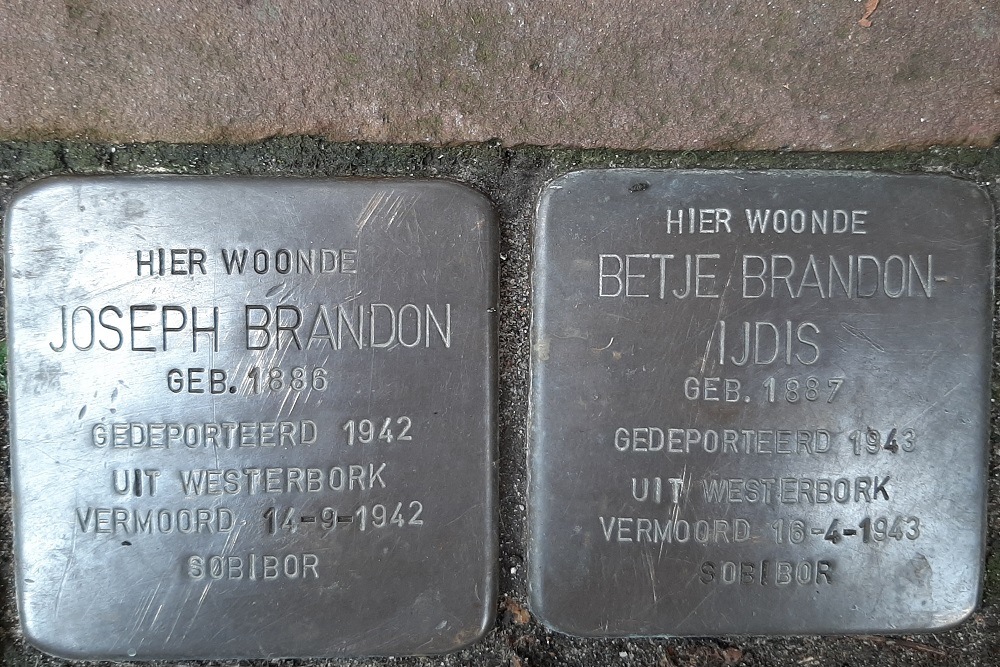 HIER WOONDE
JOSEPH BRANDON
GEB. 1886
GEDEPORTEERD 1942
UIT WESTERBORK
VERMOORD 14-9-1942
SOBIBOR
HIER WOONDE
BETJE BRANDON-
IJDIS
GEB. 1887
GEDEPORTEERD 1943
UIT WESTERBORK
VERMOORD 16-4-1943
SOBIBOR